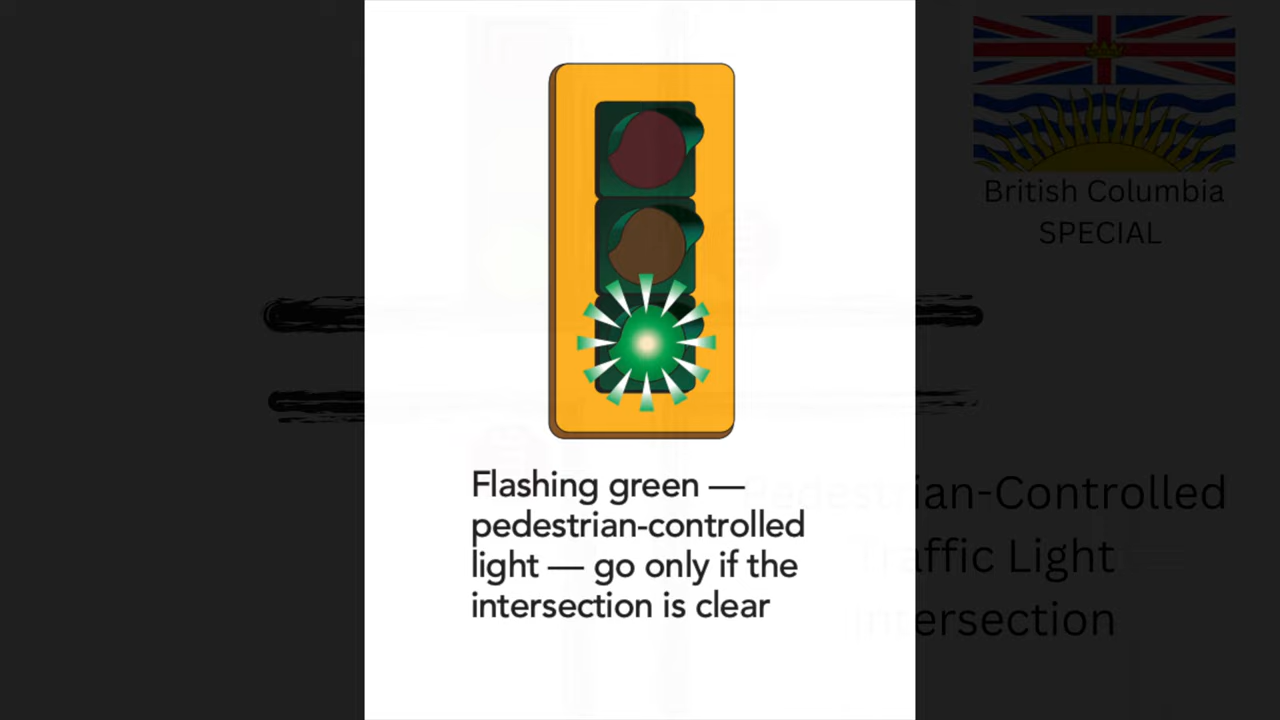 British Columbia
SPECIAL
Flashing green —
pedestrian-controlled
light — go only if the
intersection is clear
Pedestrian-Controlled
Traffic Light
Intersection